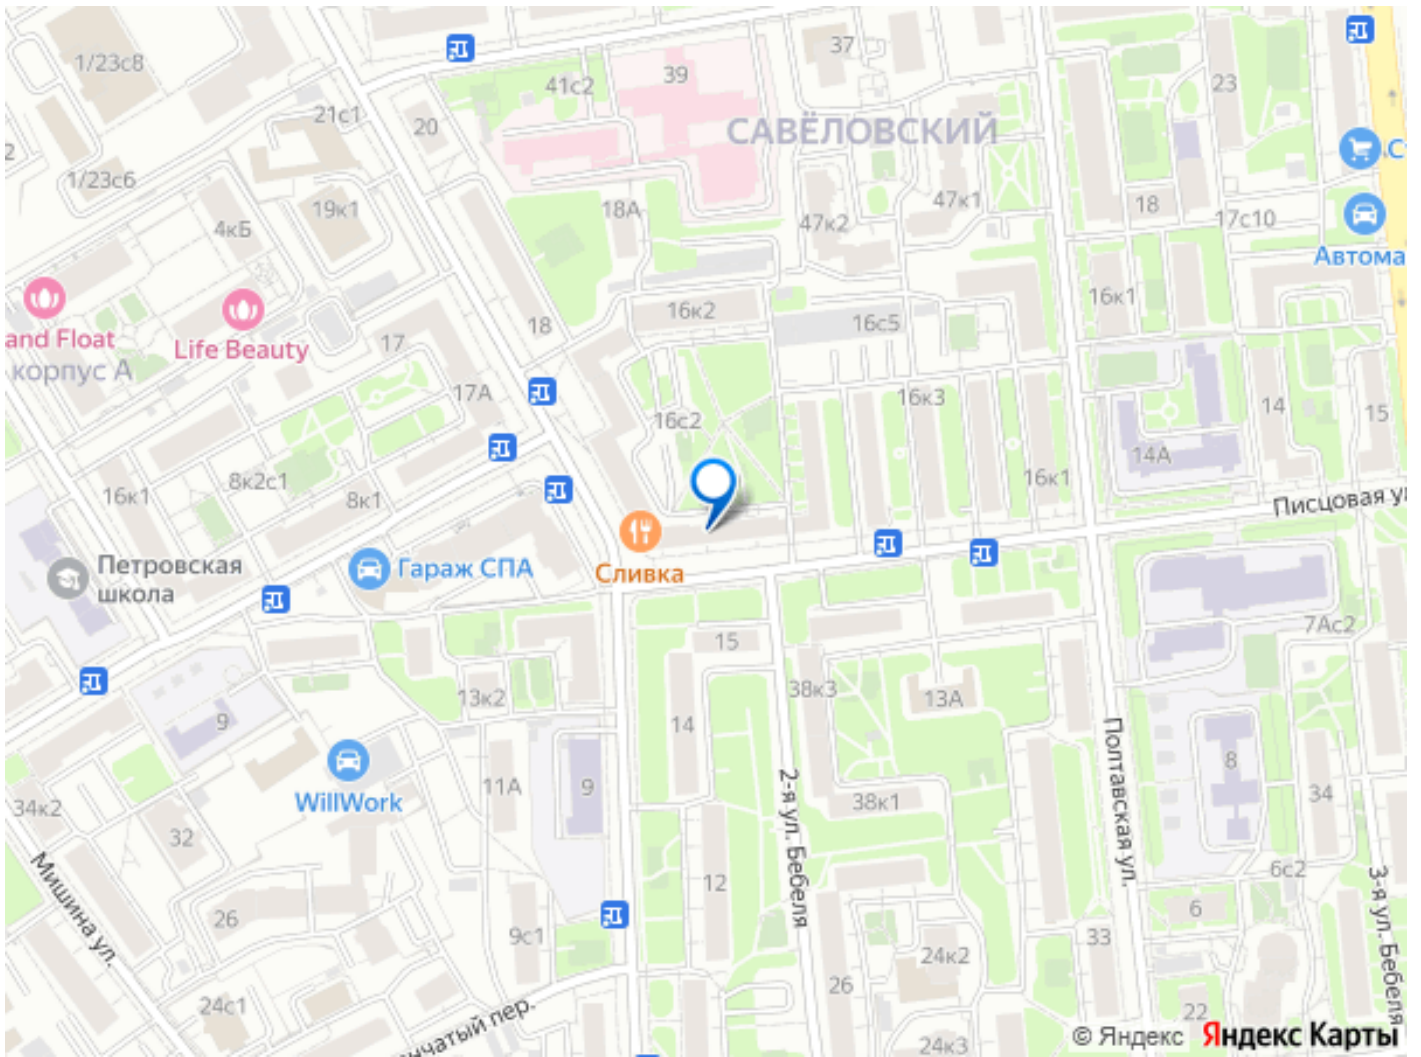 1/23с8
41с2
39
37
23
21с1
20
САВЁЛОВСКИЙ
2
1/23с6
19к1
4кБ
18А
47к2
47к1
18
17с10
Автома
and Float
Life Beauty
корпус А
17
18
16к2
16с5
16к1
17А
16с2
16к3
14
15
14А
16к1
8к2с1
8к1
16к1
Писцовая у
Петровская
школа
Гараж СПА
Сливка
7Ас2
15
13к2
38к3
13А
9
14
Полтавская ул.
WillWork
11А
9
2-я ул. Бебеля
38к1
8
34
34к2
32
Мишина ул.
12
6с2
3-я ул. Бебеля
26
9с1
6
33
24к2
26
24с1
нчатый пер.
22
24к3
© Яндекс Яндекс Карты